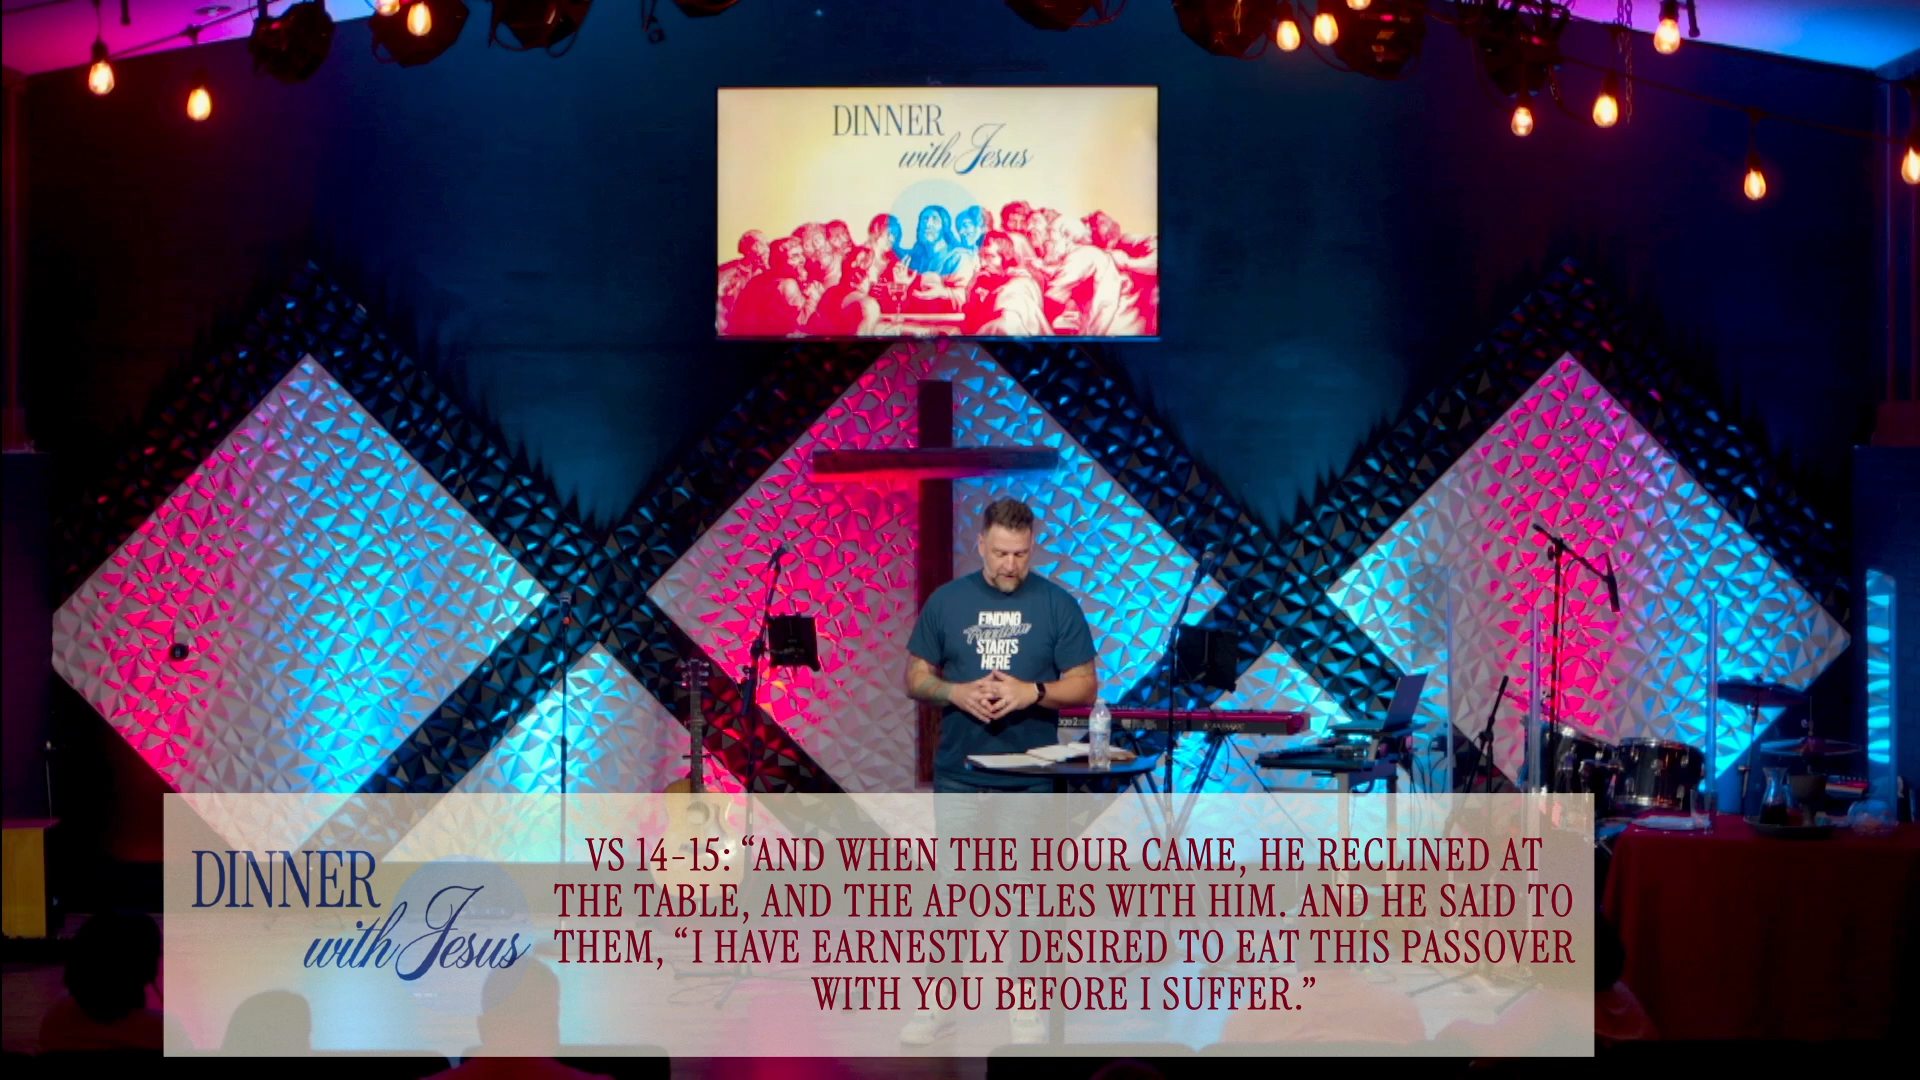 DINNER
with Jesus
FINDING
Freedom
STARTS
HERE
DINNER
with Jesus
VS 14-15: “AND WHEN THE HOUR CAME, HE RECLINED AT
THE TABLE, AND THE APOSTLES WITH HIM. AND HE SAID TO
THEM, “I HAVE EARNESTLY DESIRED TO EAT THIS PASSOVER
WITH YOU BEFORE I SUFFER.”